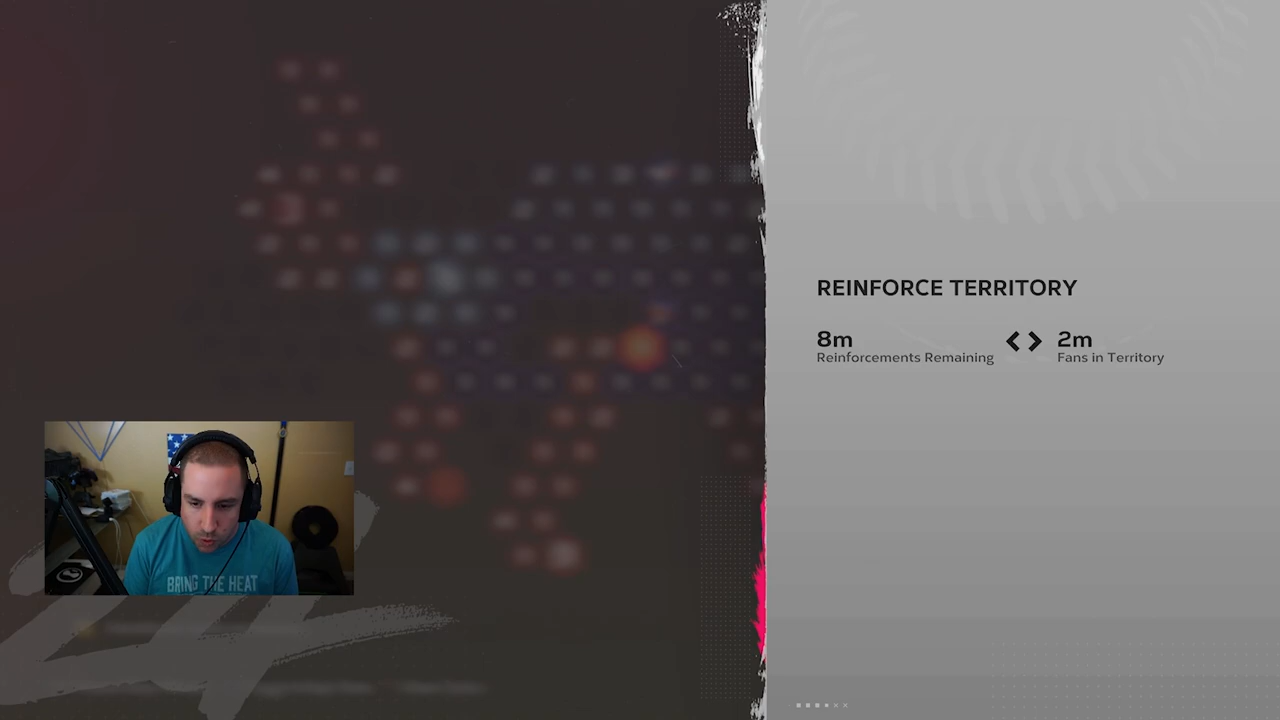 REINFORCE TERRITORY
8m
Reinforcements Remaining
2m
Fans in Territory
BRING THE HEAT